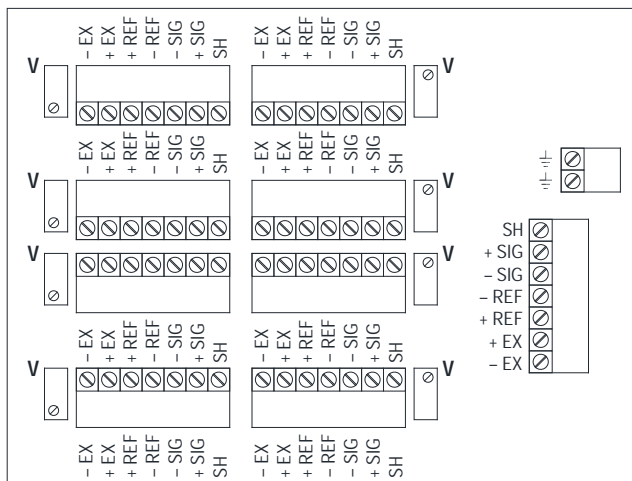 – EX + EX + REF – REF – SIG + SIG SH
– EX + EX + REF – REF – SIG + SIG SH
V V
– EX + EX + REF – REF – SIG + SIG SH
– EX + EX + REF – REF – SIG + SIG SH
V V
V V
– EX + EX + REF – REF – SIG + SIG SH
– EX + EX + REF – REF – SIG + SIG SH
V V
– EX + EX + REF – REF – SIG + SIG SH
– EX + EX + REF – REF – SIG + SIG SH
SH
+ SIG
– SIG
– REF
+ REF
+ EX
– EX